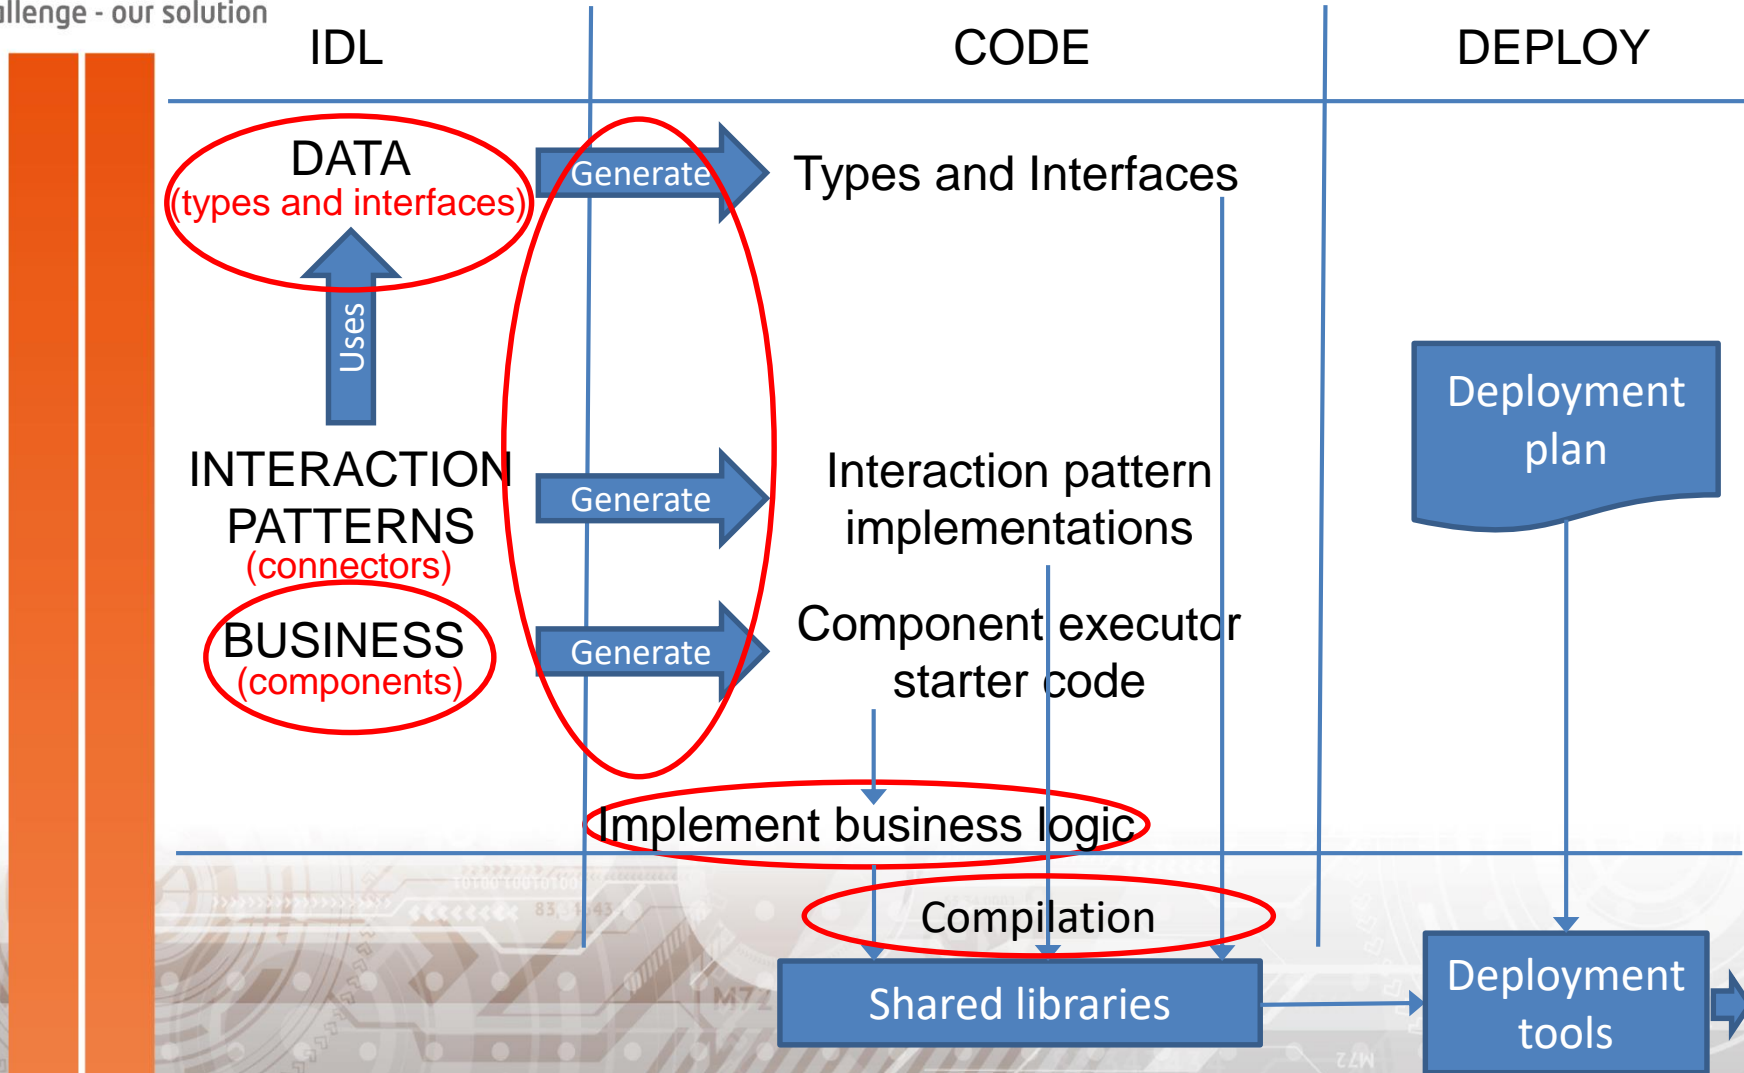 our solution
IDL
CODE
DEPLOY
DATA
(types and interfaces)
Generate
Types and Interfaces
Uses
INTERACTION
PATTERNS
(connectors)
Generate
Interaction pattern
implementations
Deployment
plan
BUSINESS
(components)
Generate
Component executor
starter code
Implement business logic
Compilation
Shared libraries
Deployment
tools
M72
M72